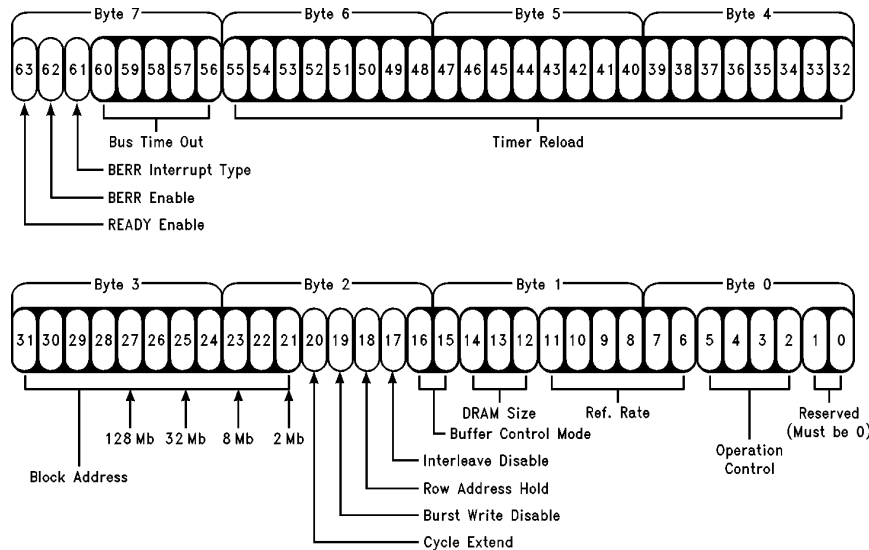 Byte 7 Byte 6 Byte 5 Byte 4
63 62 61 60 59 58 57 56 55 54 53 52 51 50 49 48 47 46 45 44 43 42 41 40 39 38 37 36 35 34 33 32
Bus Time Out Timer Reload
BERR Interrupt Type
BERR Enable
READY Enable
Byte 3 Byte 2 Byte 1 Byte 0
31 30 29 28 27 26 25 24 23 22 21 20 19 18 17 16 15 14 13 12 11 10 9 8 7 6 5 4 3 2 1 0
DRAM Size Ref. Rate Reserved
128 Mb 32 Mb 8 Mb 2 Mb Buffer Control Mode (Must be 0)
Operation
Control
Interleave Disable
Block Address
Row Address Hold
Burst Write Disable
Cycle Extend